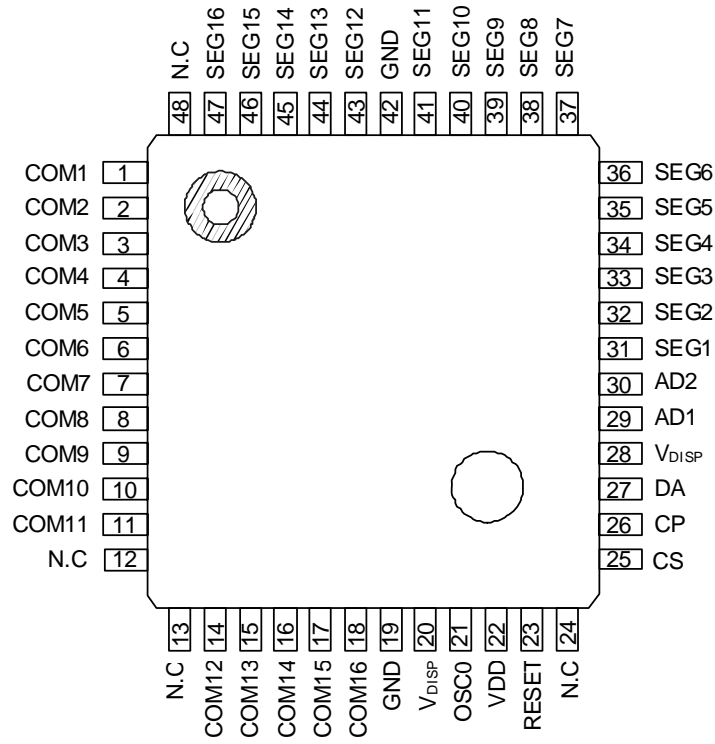 N.C SEG16 SEG15 SEG14 SEG13 SEG12 GND SEG11 SEG10 SEG9 SEG8 SEG7
48 47 46 45 44 43 42 41 40 39 38 37
COM1 1 36 SEG6
COM2 2 35 SEG5
COM3 3 34 SEG4
COM4 4 33 SEG3
COM5 5 32 SEG2
COM6 6 31 SEG1
COM7 7 30 AD2
COM8 8 29 AD1
COM9 9 28 VDISP
COM10 10 27 DA
COM11 11 26 CP
N.C 12 25 CS
13 14 15 16 17 18 19 20 21 22 23 24
N.C COM12 COM13 COM14 COM15 COM16 GND VDISP OSC0 VDD RESET N.C